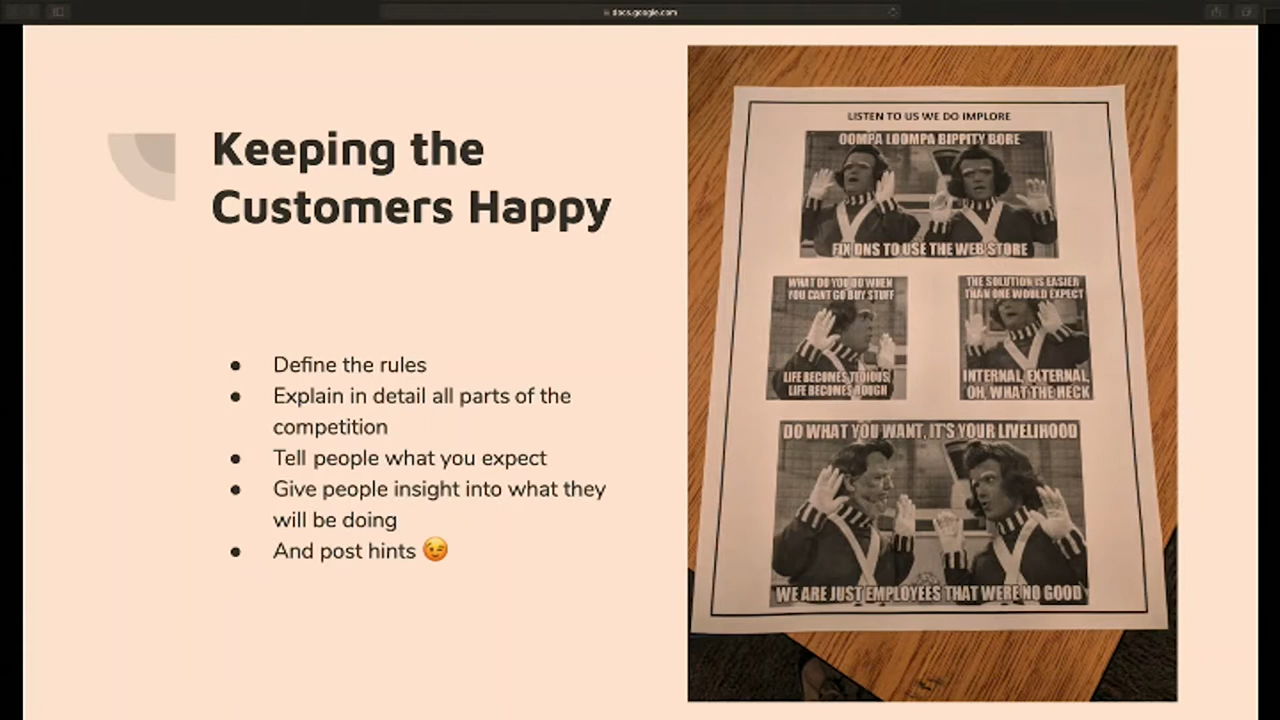 docs.google.com
Keeping the
Customers Happy
● Define the rules
● Explain in detail all parts of the
competition
● Tell people what you expect
● Give people insight into what they
will be doing
● And post hints 😉
LISTEN TO US WE DO IMPLORE
OOMPA LOOMPA BIPPITY BORE
FIX DNS TO USE THE WEB STORE
WHAT DO YOU DO WHEN
YOU CANT GO BUY STUFF
LIFE BECOMES TEDIOUS,
LIFE BECOMES ROUGH
THE SOLUTION IS EASIER
THAN ONE WOULD EXPECT
INTERNAL, EXTERNAL,
OH, WHAT THE HECK
DO WHAT YOU WANT, IT'S YOUR LIVELIHOOD
WE ARE JUST EMPLOYEES THAT WERE NO GOOD